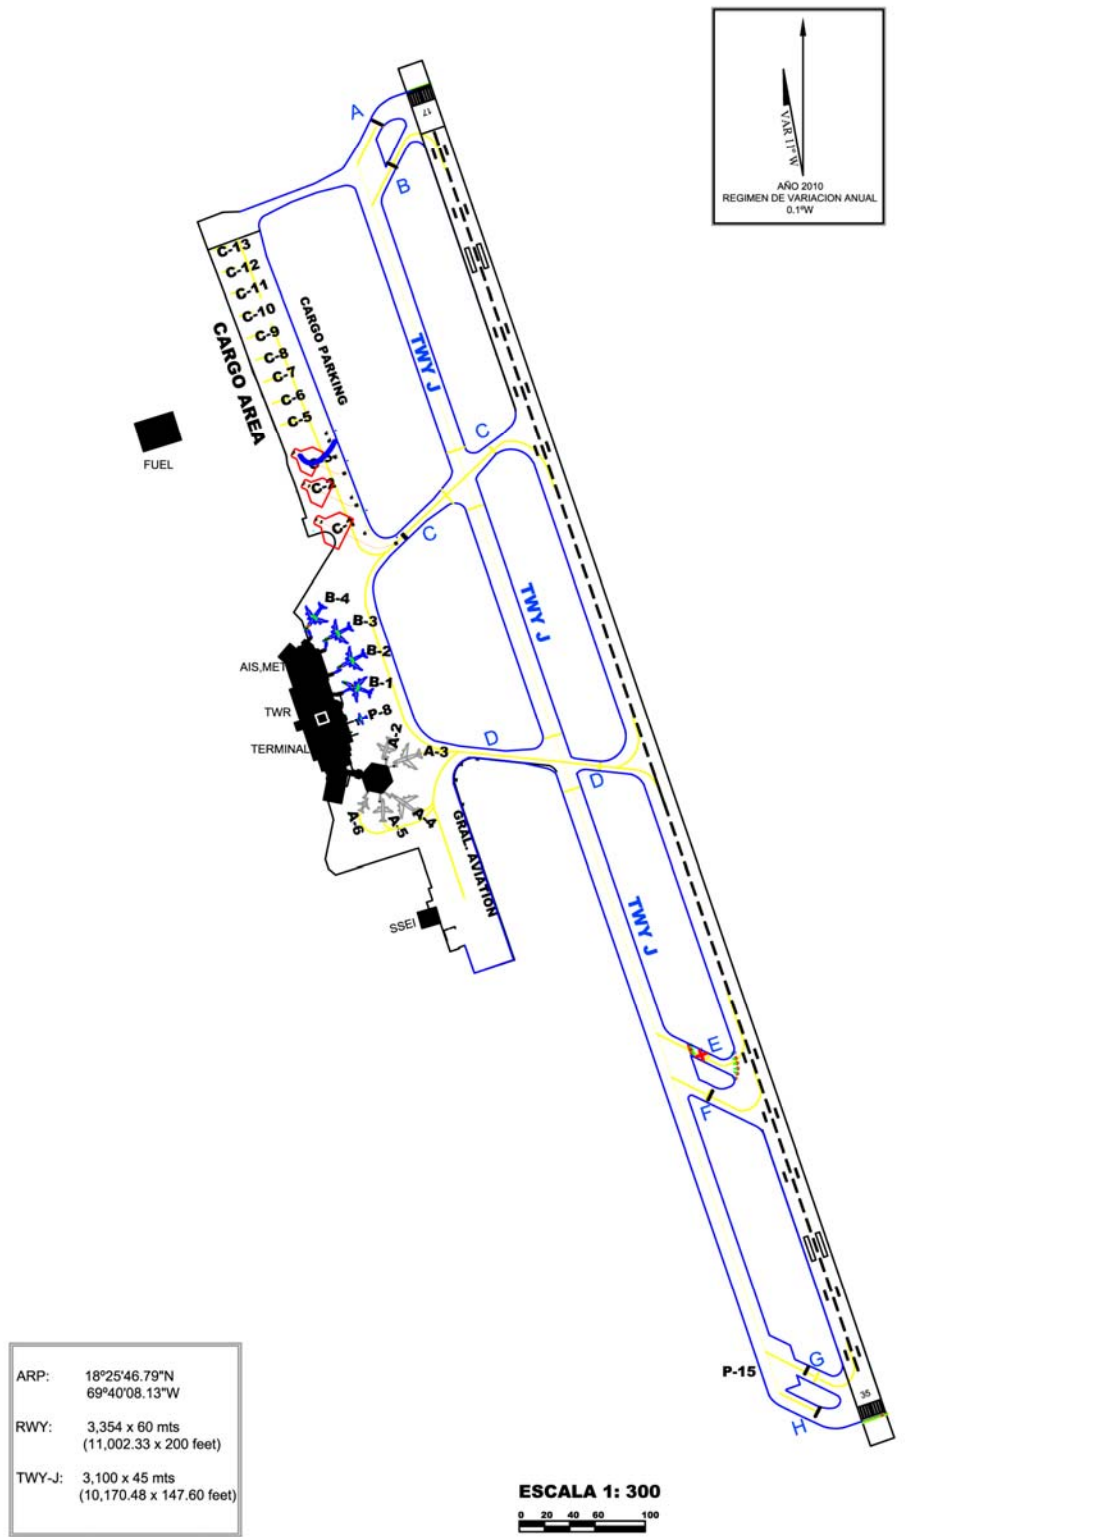 VAR 11º W
AÑO 2010
REGIMEN DE VARIACION ANUAL
0.1ºW
17
A
B
C-13
C-12
C-11
C-10
C-9
C-8
C-7
C-6
C-5
C-2
C-1
CARGO AREA
CARGO PARKING
TWY J
FUEL
C
C
TWY J
B-4
B-3
B-2
B-1
P-8
AIS,MET
TWR
TERMINAL
A-2
A-3
A-4
A-5
A-6
D
D
GRAL. AVIATION
SSEI
TWY J
E
F
G
H
P-15
35
ARP: 18º25'46.79"N
69º40'08.13"W
RWY: 3,354 x 60 mts
(11,002.33 x 200 feet)
TWY-J: 3,100 x 45 mts
(10,170.48 x 147.60 feet)
ESCALA 1: 300
0 20 40 60 100